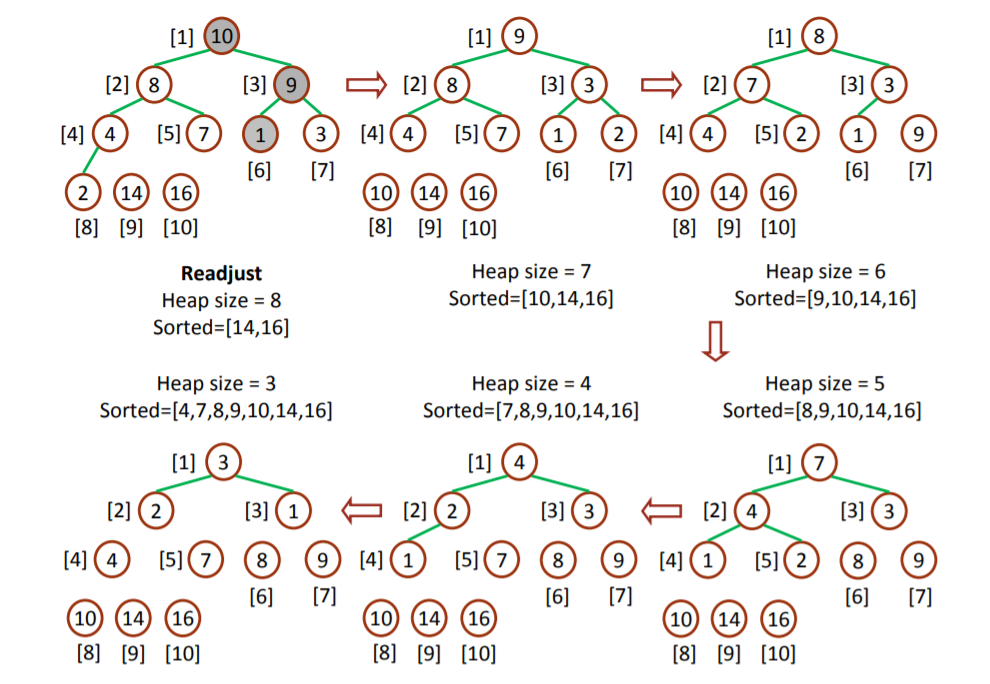 [1] 10
[2] 8 [3] 9
[4] 4 [5] 7 1 3
[6] [7]
2 14 16
[8] [9] [10]
Readjust
Heap size = 8
Sorted=[14,16]
[1] 9
[2] 8 [3] 3
[4] 4 [5] 7 1 2
[6] [7]
10 14 16
[8] [9] [10]
Heap size = 7
Sorted=[10,14,16]
[1] 8
[2] 7 [3] 3
[4] 4 [5] 2 1 9
[6] [7]
10 14 16
[8] [9] [10]
Heap size = 6
Sorted=[9,10,14,16]
Heap size = 5
Sorted=[8,9,10,14,16]
[1] 7
[2] 4 [3] 3
[4] 1 [5] 2 8 9
[6] [7]
10 14 16
[8] [9] [10]
Heap size = 4
Sorted=[7,8,9,10,14,16]
[1] 4
[2] 2 [3] 3
[4] 1 [5] 7 8 9
[6] [7]
10 14 16
[8] [9] [10]
Heap size = 3
Sorted=[4,7,8,9,10,14,16]
[1] 3
[2] 2 [3] 1
[4] 4 [5] 7 8 9
[6] [7]
10 14 16
[8] [9] [10]